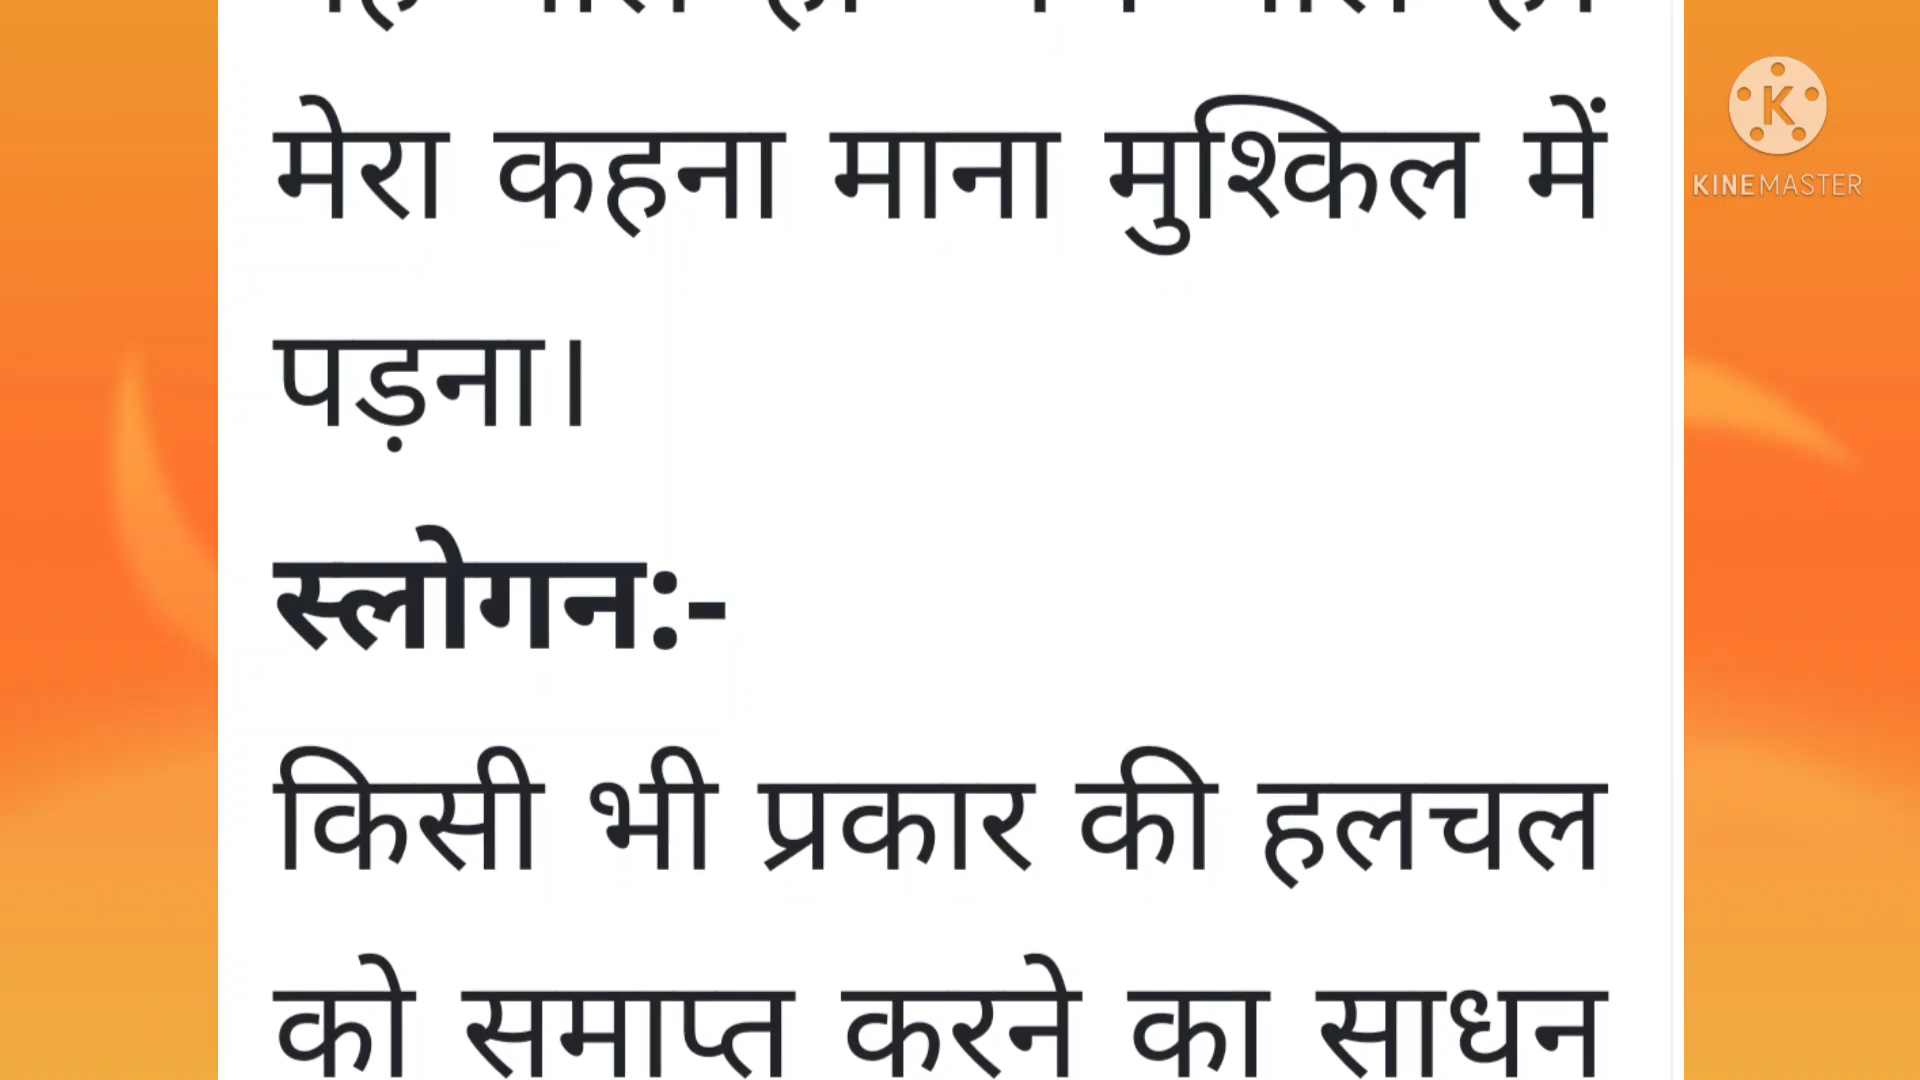 मेरा कहना माना मुश्किल में
पड़ना।
स्लोगन:-
किसी भी प्रकार की हलचल
को समाप्त करने का साधन
KINEMASTER